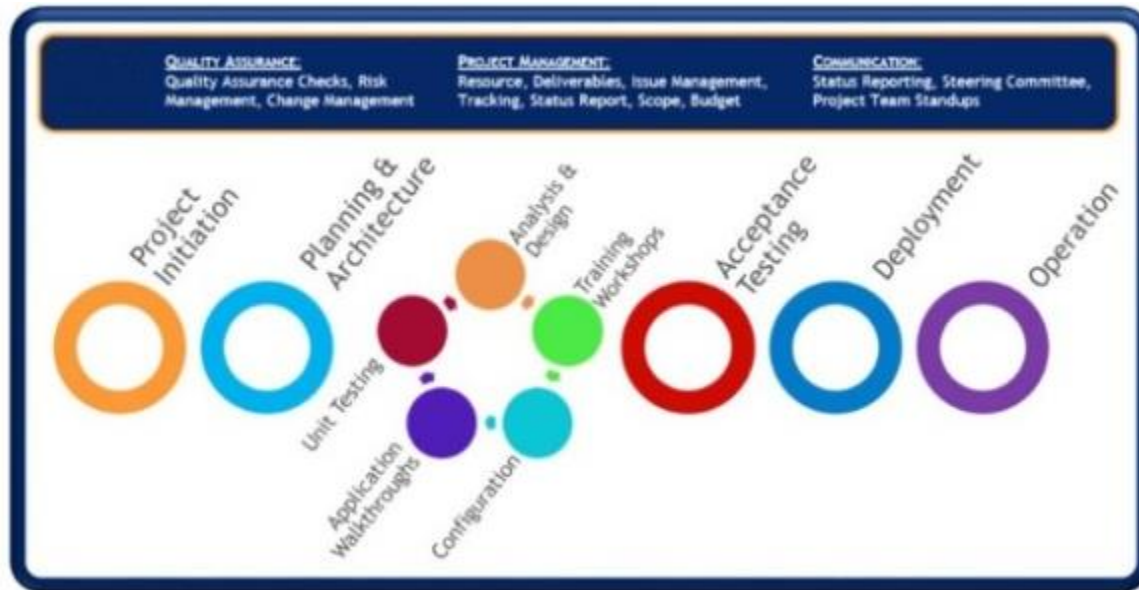 QUALITY ASSURANCE:
Quality Assurance Checks, Risk
Management, Change Management
PROJECT MANAGEMENT:
Resource, Deliverables, Issue Management,
Tracking, Status Report, Scope, Budget
COMMUNICATION:
Status Reporting, Steering Committee,
Project Team Standups
Project
Initiation
Planning &
Architecture
Analysis &
Design
Training
Workshops
Configuration
Application
Walkthroughs
Unit Testing
Acceptance
Testing
Deployment
Operation